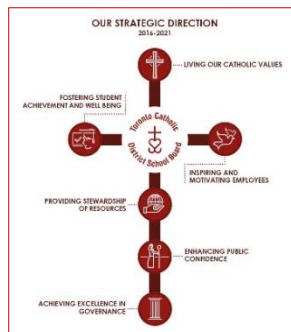 OUR STRATEGIC DIRECTION
2016-2021
LIVING OUR CATHOLIC VALUES
FOSTERING STUDENT
ACHIEVEMENT AND WELL BEING
Toronto Catholic
District School Board
INSPIRING AND
MOTIVATING EMPLOYEES
PROVIDING STEWARDSHIP
OF RESOURCES
ENHANCING PUBLIC
CONFIDENCE
ACHIEVING EXCELLENCE IN
GOVERNANCE